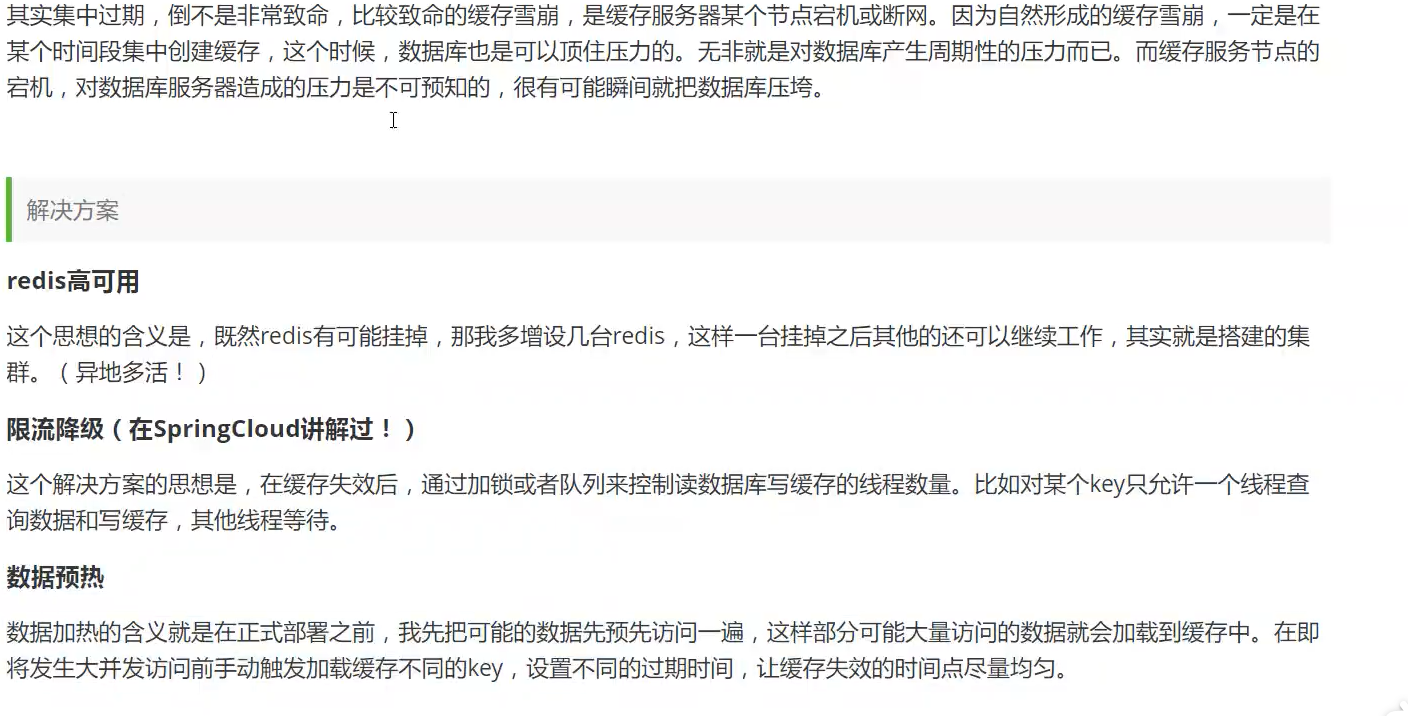 其实集中过期，倒不是非常致命，比较致命的缓存雪崩，是缓存服务器某个节点宕机或断网。因为自然形成的缓存雪崩，一定是在
某个时间段集中创建缓存，这个时候，数据库也是可以顶住压力的。无非就是对数据库产生周期性的压力而已。而缓存服务节点的
宕机，对数据库服务器造成的压力是不可预知的，很有可能瞬间就把数据库压垮。
解决方案
redis高可用
这个思想的含义是，既然redis有可能挂掉，那我多增设几台redis，这样一台挂掉之后其他的还可以继续工作，其实就是搭建的集
群。（异地多活！）
限流降级（在SpringCloud讲解过！）
这个解决方案的思想是，在缓存失效后，通过加锁或者队列来控制读数据库写缓存的线程数量。比如对某个key只允许一个线程查
询数据和写缓存，其他线程等待。
数据预热
数据加热的含义就是在正式部署之前，我先把可能的数据先预先访问一遍，这样部分可能大量访问的数据就会加载到缓存中。在即
将发生大并发访问前手动触发加载缓存不同的key，设置不同的过期时间，让缓存失效的时间点尽量均匀。